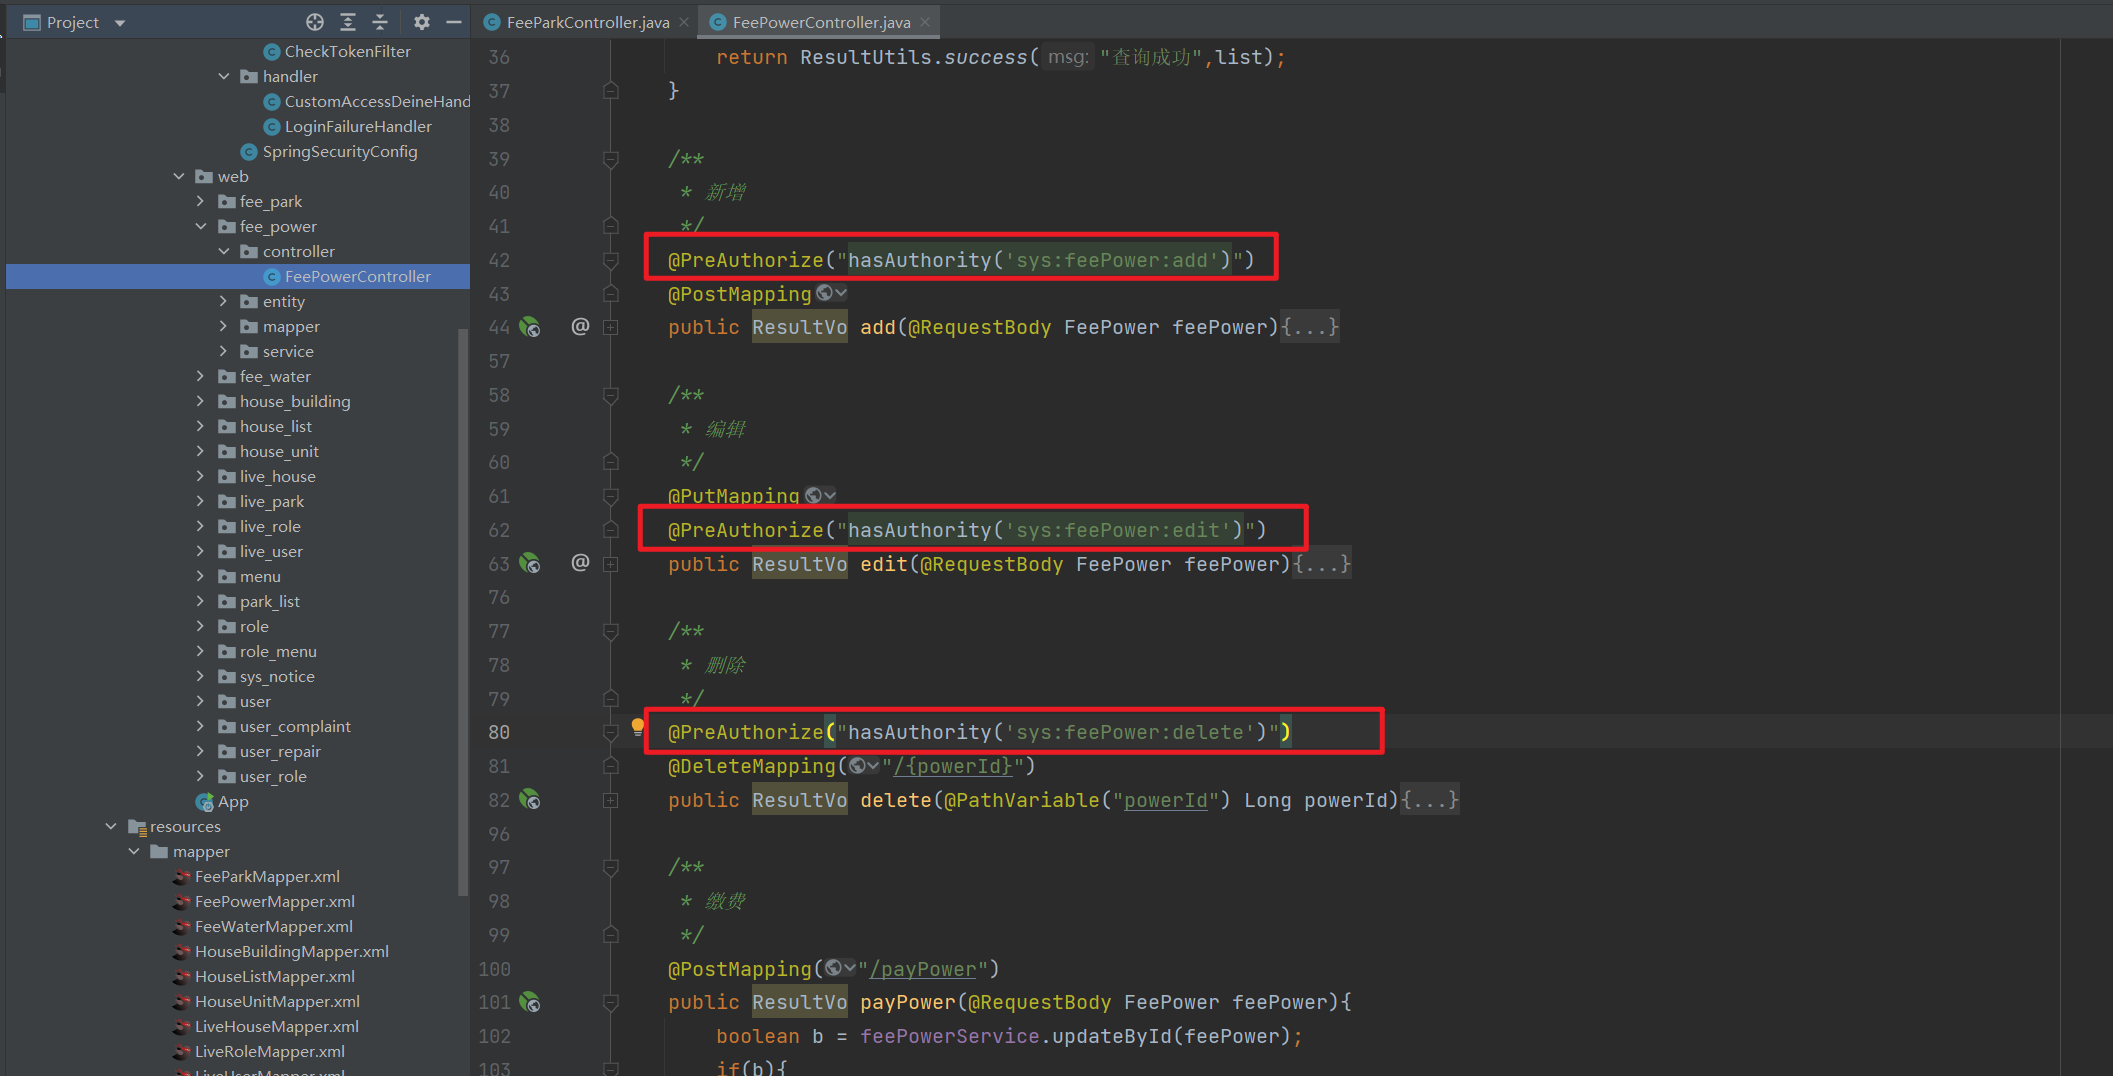 Project
CheckTokenFilter
handler
CustomAccessDeineHand
LoginFailureHandler
SpringSecurityConfig
web
fee_park
fee_power
controller
FeePowerController
entity
mapper
service
fee_water
house_building
house_list
house_unit
live_house
live_park
live_role
live_user
menu
park_list
role
role_menu
sys_notice
user
user_complaint
user_repair
user_role
App
resources
mapper
FeeParkMapper.xml
FeePowerMapper.xml
FeeWaterMapper.xml
HouseBuildingMapper.xml
HouseListMapper.xml
HouseUnitMapper.xml
LiveHouseMapper.xml
LiveRoleMapper.xml
LiveUserMapper.xml
FeeParkController.java FeePowerController.java
36 return ResultUtils.success( msg: "查询成功",list);
37 }
38
39 /**
40 * 新增
41 */
42 @PreAuthorize("hasAuthority('sys:feePower:add')")
43 @PostMapping
44 @ public ResultVo add(@RequestBody FeePower feePower){...}
57
58 /**
59 * 编辑
60 */
61 @PutMapping
62 @PreAuthorize("hasAuthority('sys:feePower:edit')")
63 @ public ResultVo edit(@RequestBody FeePower feePower){...}
76
77 /**
78 * 删除
79 */
80 @PreAuthorize("hasAuthority('sys:feePower:delete')")
81 @DeleteMapping("/{powerId}")
82 public ResultVo delete(@PathVariable("powerId") Long powerId){...}
96
97 /**
98 * 缴费
99 */
100 @PostMapping("/payPower")
101 public ResultVo payPower(@RequestBody FeePower feePower){
102 boolean b = feePowerService.updateById(feePower);
103 if(b){